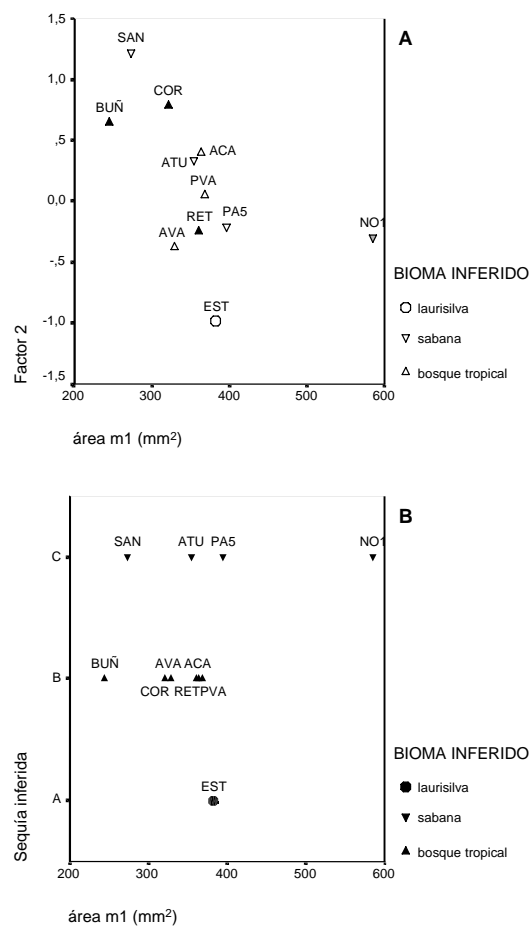 1,5
A
SAN
1,0
COR
BUÑ
,5
ACA
ATU
PVA
0,0
RET
PA5
AVA
NO1
-,5
BIOMA INFERIDO
EST
laurisilva
-1,0
sabana
Factor 2
bosque tropical
-1,5
200
300
400
500
600
área m1 (mm2)
B
SAN
ATU
PA5
NO1
C
BUÑ
AVA
ACA
B
COR
RET
PVA
BIOMA INFERIDO
EST
laurisilva
A
sabana
Sequía inferida
bosque tropical
200
300
400
500
600
área m1 (mm2)